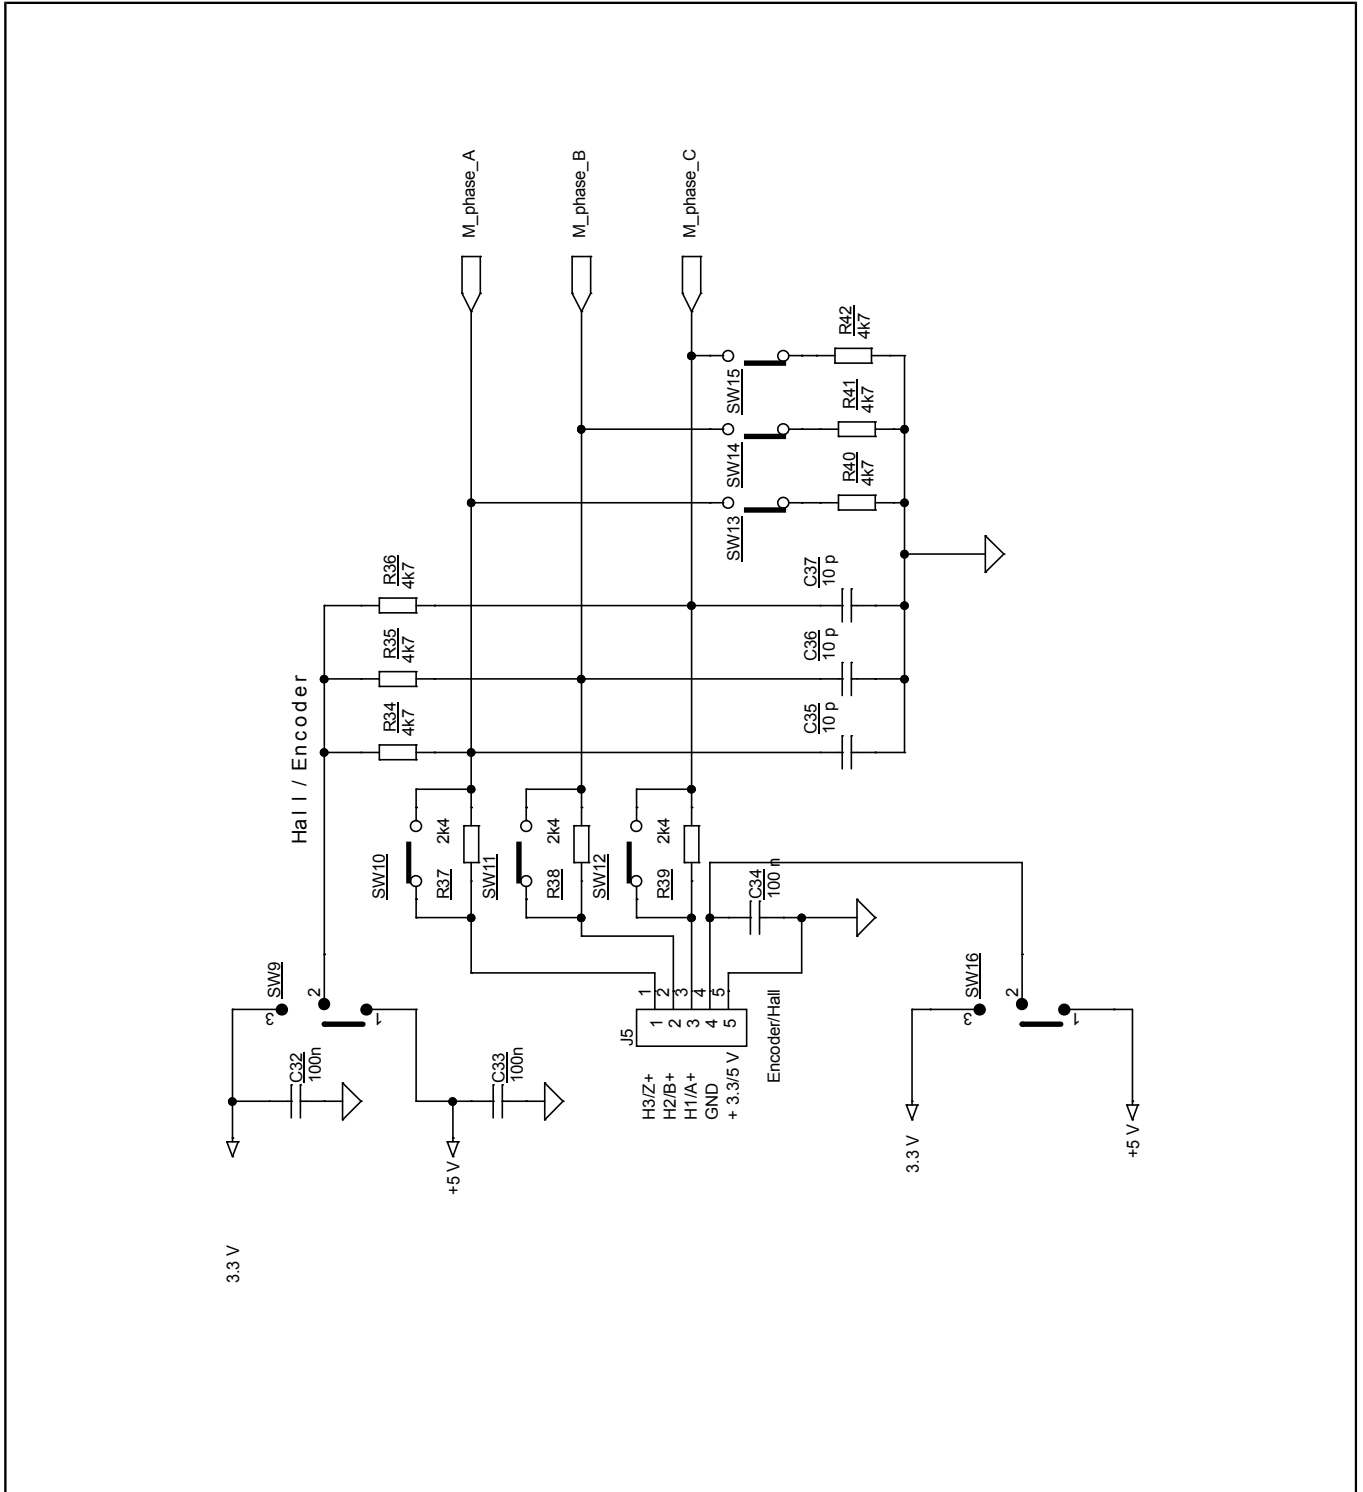 M_phase_A
M_phase_B
M_phase_C
R42
4k7
SW15
R41
4k7
SW14
R40
4k7
SW13
R36
4k7
C37
10 p
R35
4k7
C36
10 p
Hall / Encoder
R34
4k7
C35
10 p
SW10
R37
2k4
SW11
R38
2k4
SW12
R39
2k4
C34
100 n
SW9
3
2
1
SW16
3
2
1
1
2
3
4
5
1
2
3
4
5
J5
Encoder/Hall
C32
100n
C33
100n
H3/Z+
H2/B+
H1/A+
GND
+ 3.3/5 V
3.3 V
+5 V
3.3 V
+5 V